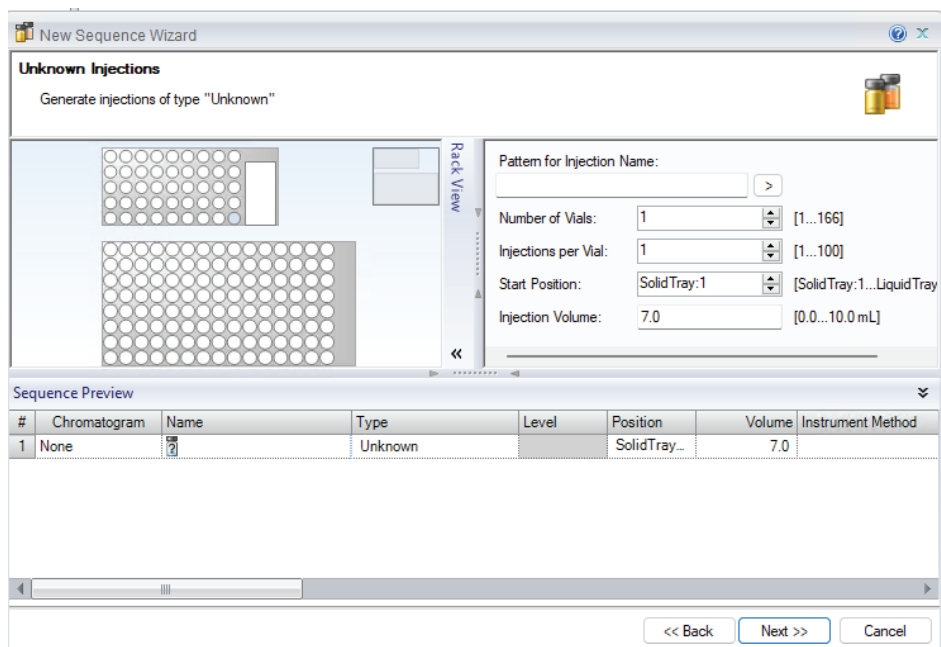 New Sequence Wizard
Unknown Injections
Generate injections of type "Unknown"
Rack View
Pattern for Injection Name:
>
Number of Vials: 1 [1...166]
Injections per Vial: 1 [1...100]
Start Position: SolidTray:1 [SolidTray:1...LiquidTray
Injection Volume: 7.0 [0.0...10.0 mL]
Sequence Preview
# Chromatogram Name Type Level Position Volume Instrument Method
1 None ? Unknown SolidTray... 7.0
<< Back Next >> Cancel